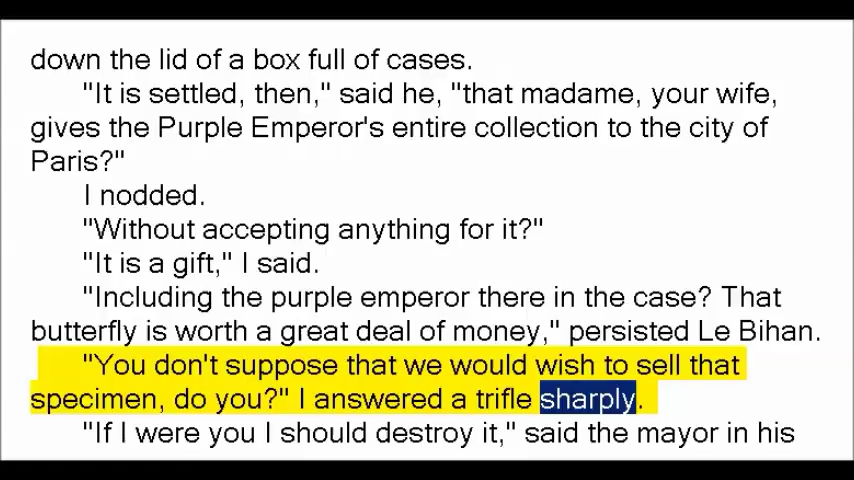 down the lid of a box full of cases.
"It is settled, then," said he, "that madame, your wife,
gives the Purple Emperor's entire collection to the city of
Paris?"
I nodded.
"Without accepting anything for it?"
"It is a gift," I said.
"Including the purple emperor there in the case? That
butterfly is worth a great deal of money," persisted Le Bihan.
"You don't suppose that we would wish to sell that
specimen, do you?" I answered a trifle sharply.
"If I were you I should destroy it," said the mayor in his